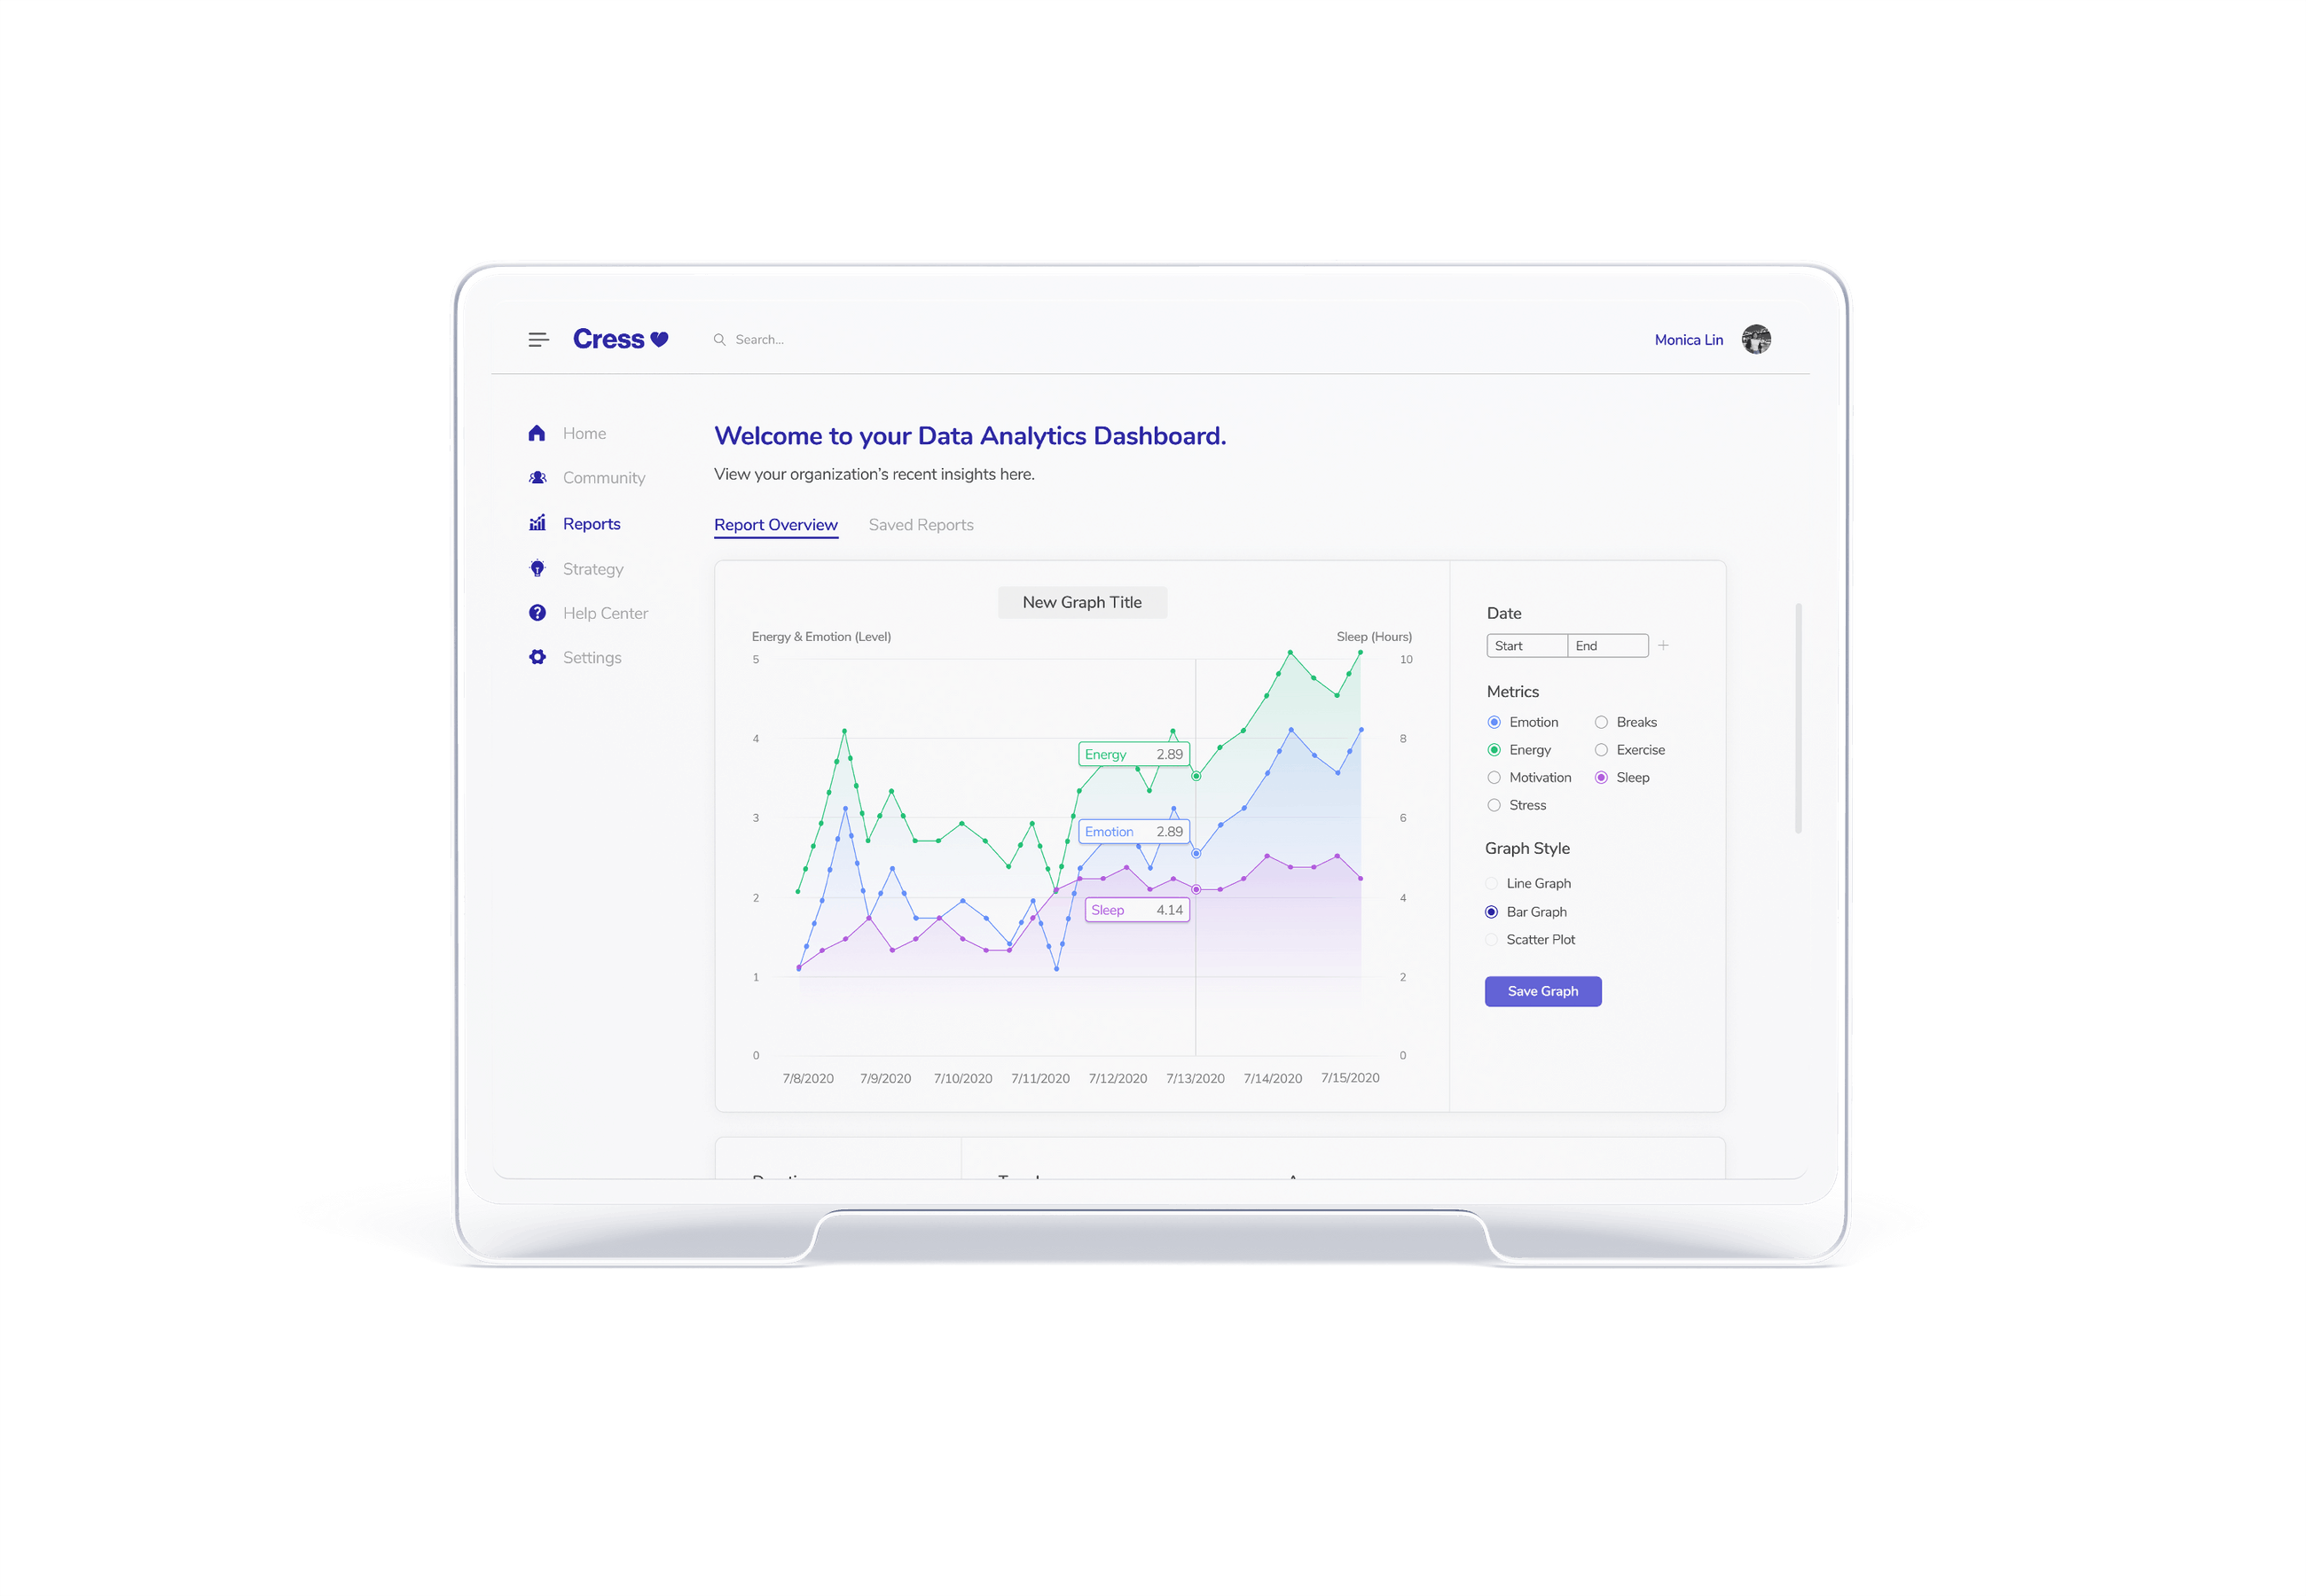 Cress
Search...
Monica Lin
Home
Community
Reports
Strategy
Help Center
Settings
Welcome to your Data Analytics Dashboard.
View your organization's recent insights here.
Report Overview
Saved Reports
New Graph Title
Energy & Emotion (Level)
Sleep (Hours)
5
4
3
2
1
0
10
8
6
4
2
0
Energy 2.89
Emotion 2.89
Sleep 4.14
7/8/2020 7/9/2020 7/10/2020 7/11/2020 7/12/2020 7/13/2020 7/14/2020 7/15/2020
Date
Start End +
Metrics
Emotion Breaks
Energy Exercise
Motivation Sleep
Stress
Graph Style
Line Graph
Bar Graph
Scatter Plot
Save Graph